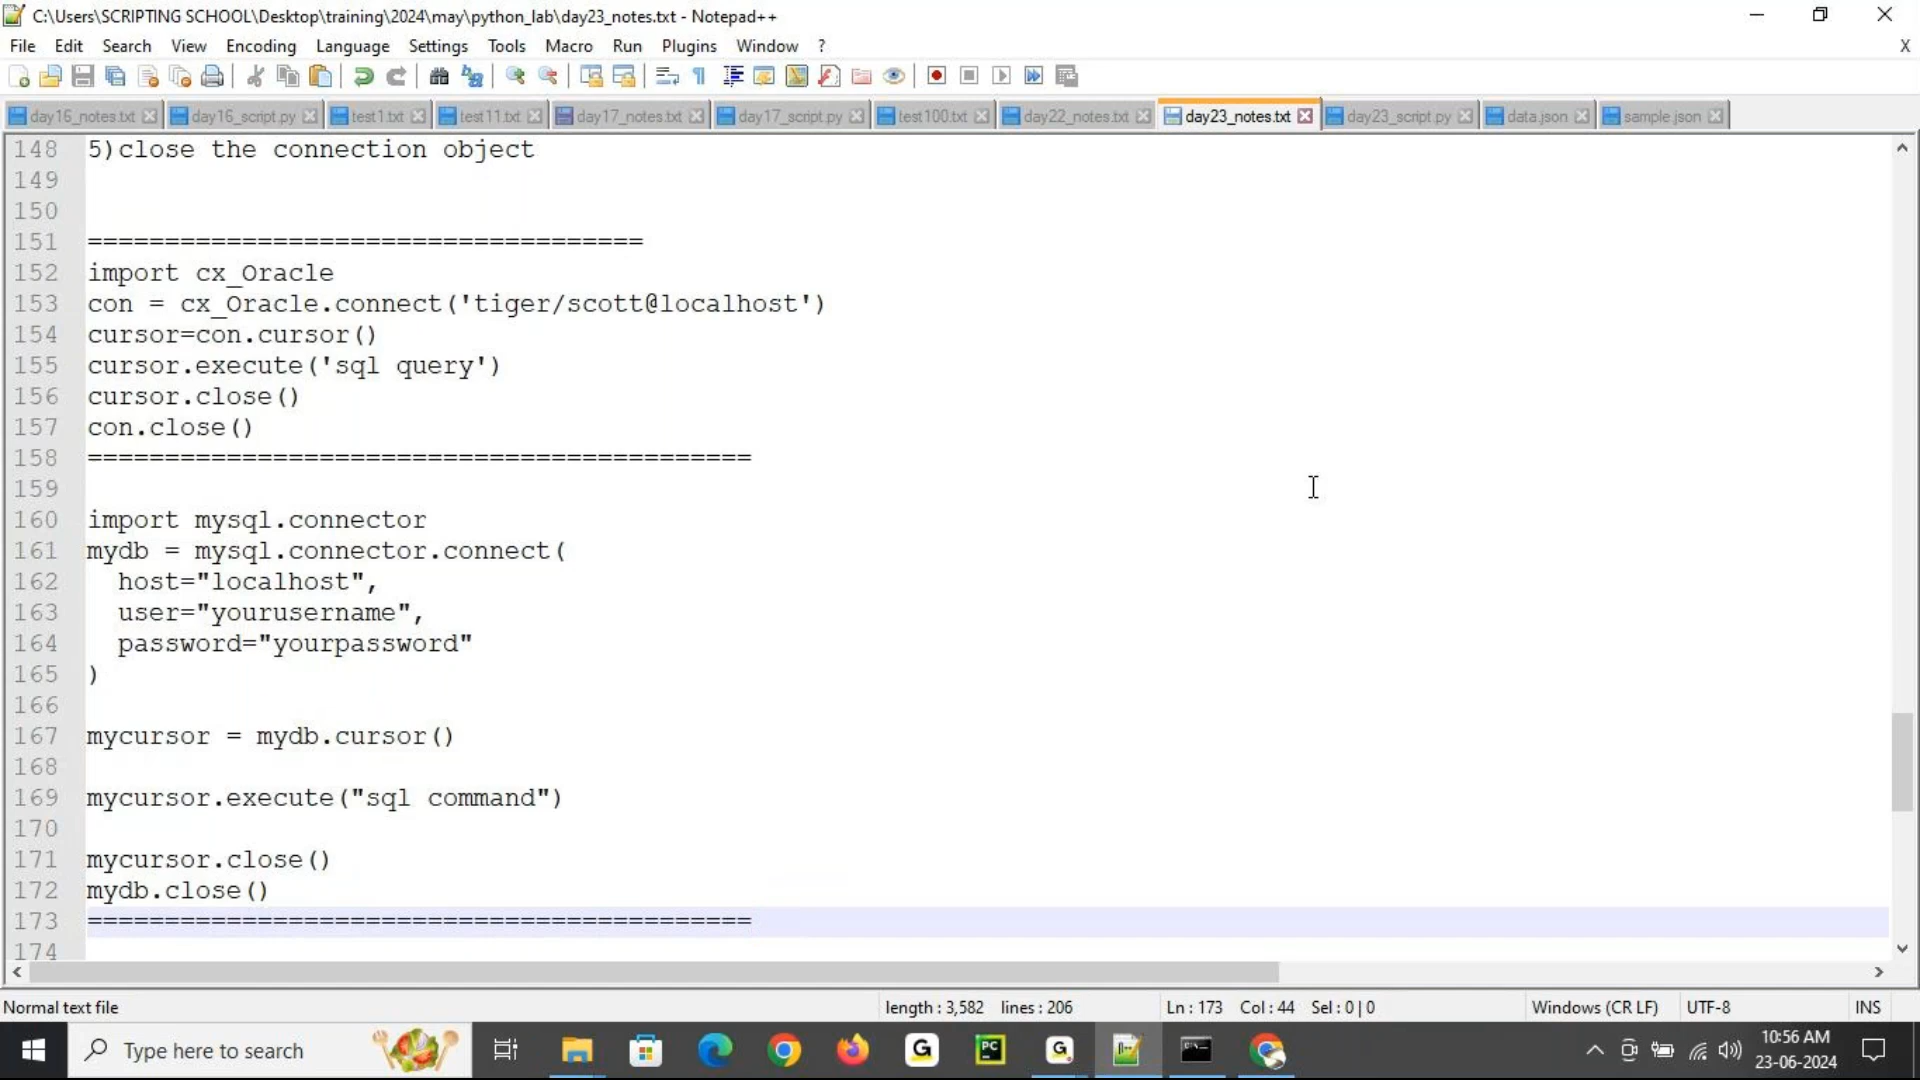 C:\Users\SCRIPTING SCHOOL\Desktop\training\2024\may\python_lab\day23_notes.txt - Notepad++
File Edit Search View Encoding Language Settings Tools Macro Run Plugins Window ? X
day16_notes.txt day16_script.py test1.txt test11.txt day17_notes.txt day17_script.py test100.txt day22_notes.txt day23_notes.txt day23_script.py data.json sample.json
148 5)close the connection object
149
150
151 ====================================
152 import cx_Oracle
153 con = cx_Oracle.connect('tiger/scott@localhost')
154 cursor=con.cursor()
155 cursor.execute('sql query')
156 cursor.close()
157 con.close()
158 ===========================================
159
160 import mysql.connector
161 mydb = mysql.connector.connect(
162   host="localhost",
163   user="yourusername",
164   password="yourpassword"
165 )
166
167 mycursor = mydb.cursor()
168
169 mycursor.execute("sql command")
170
171 mycursor.close()
172 mydb.close()
173 ===========================================
174
Normal text file length : 3,582 lines : 206 Ln : 173 Col : 44 Sel : 0 | 0 Windows (CR LF) UTF-8 INS
Type here to search
10:56 AM
23-06-2024